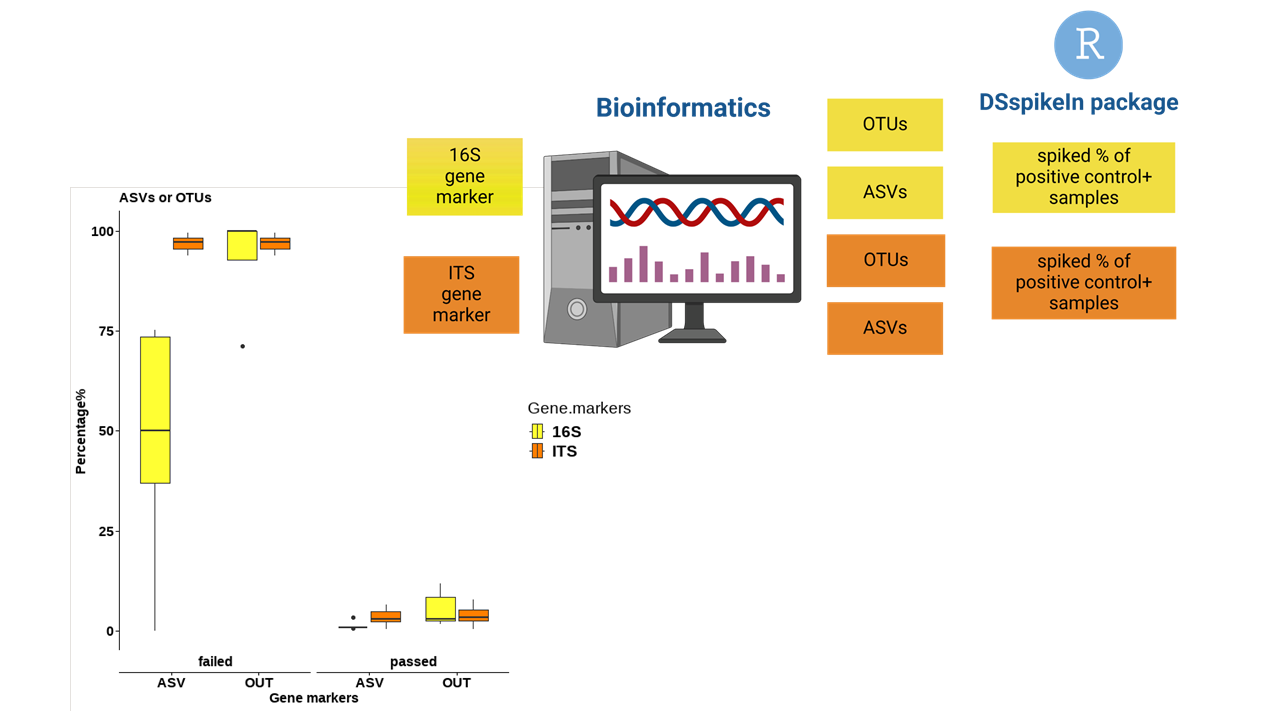 R
Bioinformatics
DSspikeIn package
16S
gene
marker
ITS
gene
marker
OTUs
ASVs
OTUs
ASVs
spiked % of
positive control+
samples
spiked % of
positive control+
samples
ASVs or OTUs
Percentage%
100
75
50
25
0
failed
passed
ASV
OUT
ASV
OUT
Gene markers
Gene.markers
16S
ITS